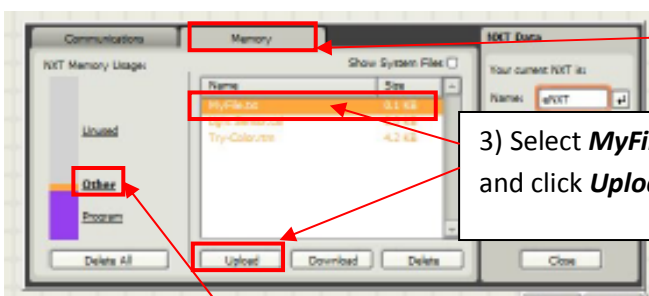 Communications
Memory
NXT Data
NXT Memory Usage:
Show System Files
Your current NXT is:
Name
Size
Name: eNXT
MyFile.txt
0.1 KB
Try-Color.rxe
4.2 KB
Unused
Other
Program
3) Select MyFi
and click Uploa
Delete All
Upload
Download
Delete
Close